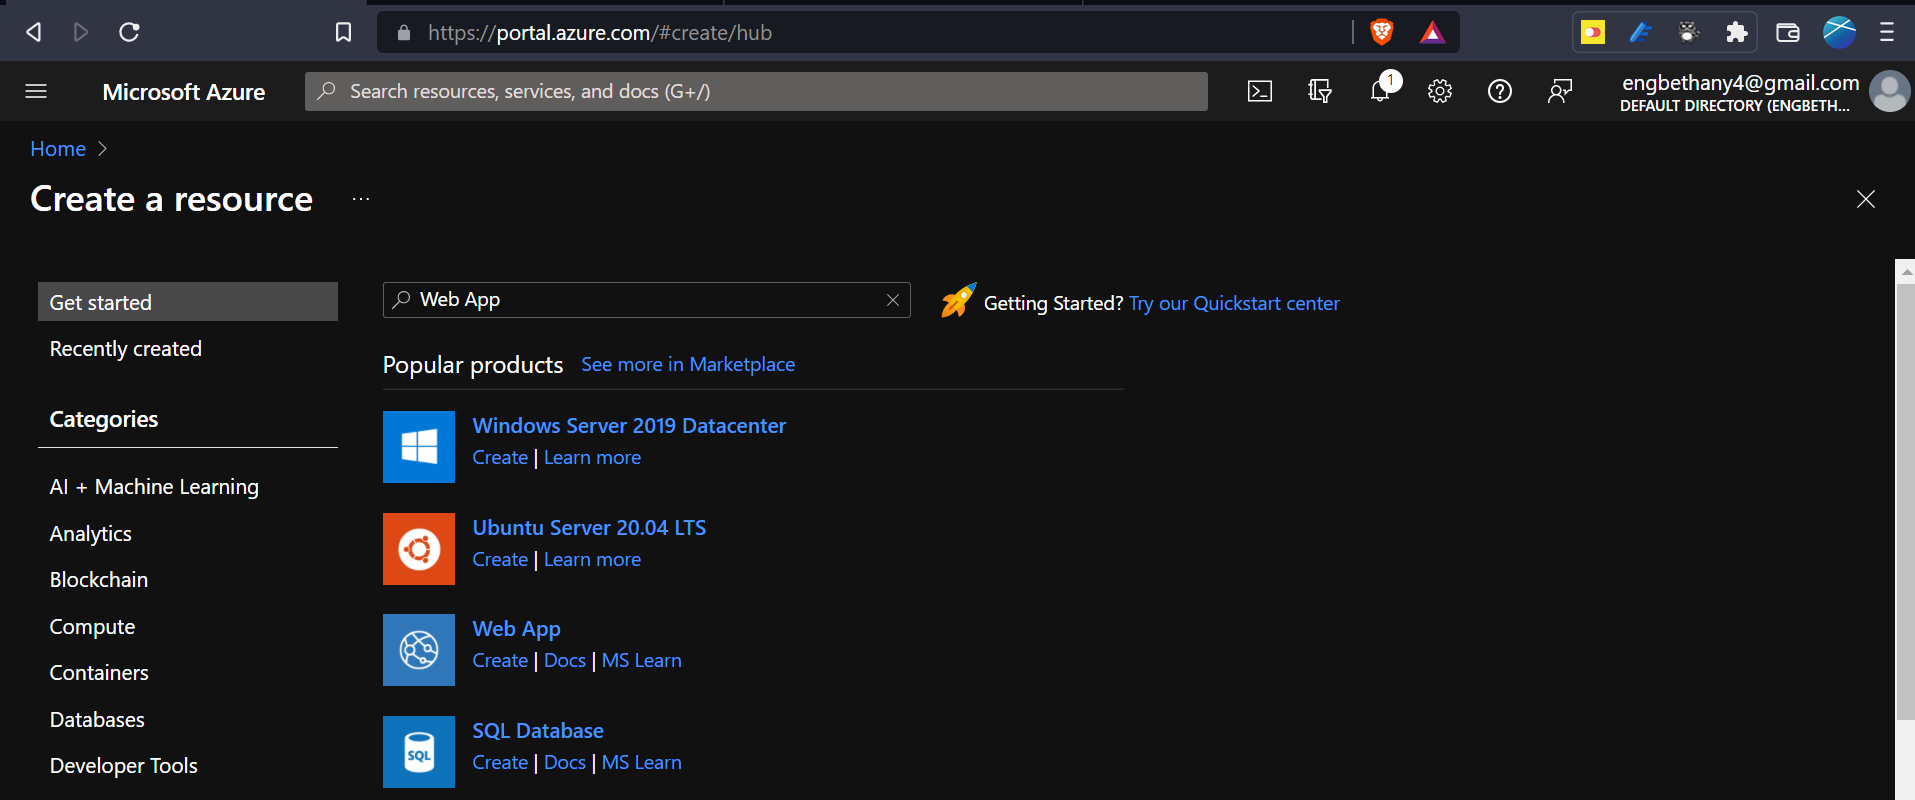 https://portal.azure.com/#create/hub
Microsoft Azure
Search resources, services, and docs (G+/)
1
engbethany4@gmail.com
DEFAULT DIRECTORY (ENGBETH...
Home
Create a resource
...
Get started
Recently created
Categories
AI + Machine Learning
Analytics
Blockchain
Compute
Containers
Databases
Developer Tools
Web App
Getting Started? Try our Quickstart center
Popular products See more in Marketplace
Windows Server 2019 Datacenter
Create | Learn more
Ubuntu Server 20.04 LTS
Create | Learn more
Web App
Create | Docs | MS Learn
SQL
SQL Database
Create | Docs | MS Learn